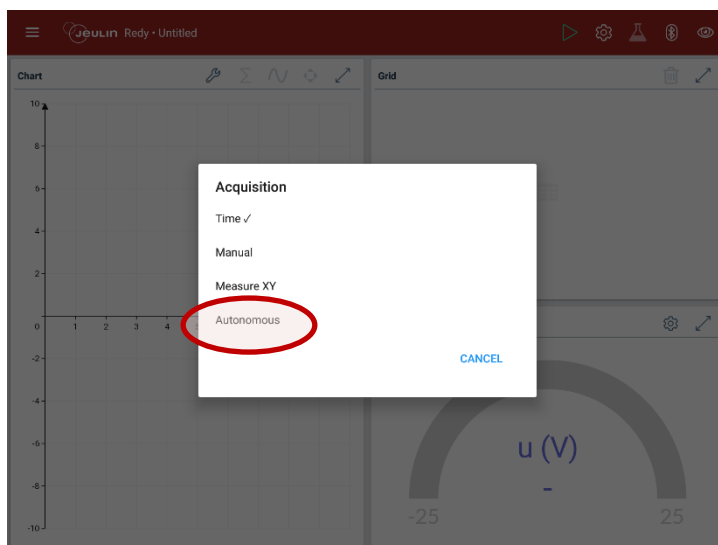 Jeulin Redy • Untitled
Chart
Grid
10
8
6
4
2
0 1 2 3 4
-2
-4
-6
-8
-10
Acquisition
Time ✓
Manual
Measure XY
Autonomous
CANCEL
u (V)
-
-25 25